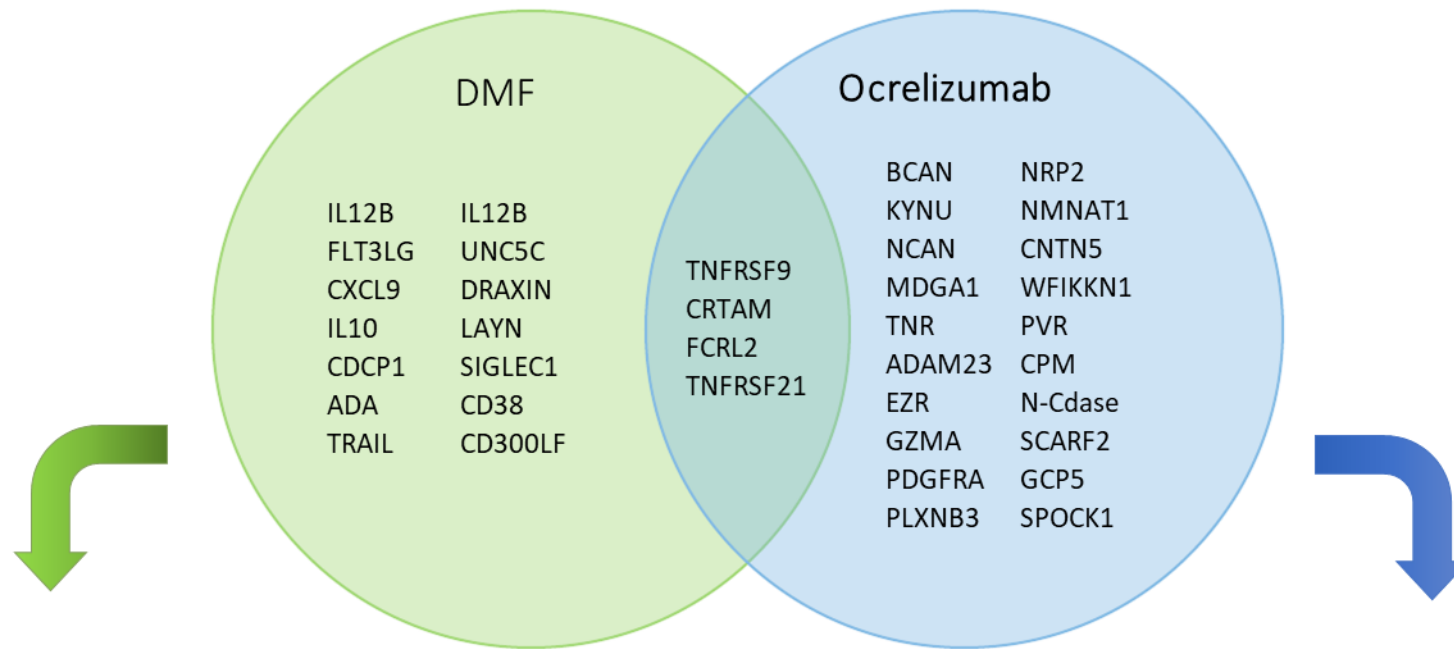 DMF
Ocrelizumab
IL12B
FLT3LG
CXCL9
IL10
CDCP1
ADA
TRAIL
IL12B
UNC5C
DRAXIN
LAYN
SIGLEC1
CD38
CD300LF
TNFRSF9
CRTAM
FCRL2
TNFRSF21
BCAN
KYNU
NCAN
MDGA1
TNR
ADAM23
EZR
GZMA
PDGFRA
PLXNB3
NRP2
NMNAT1
CNTN5
WFIKKN1
PVR
CPM
N-Cdase
SCARF2
GCP5
SPOCK1